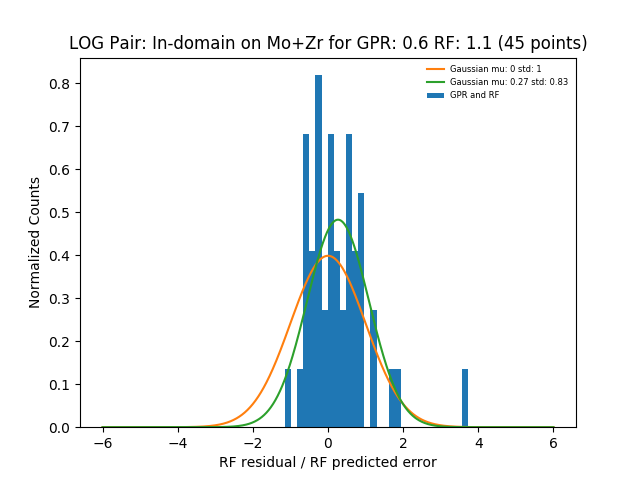 LOG Pair: In-domain on Mo+Zr for GPR: 0.6 RF: 1.1 (45 points)
Gaussian mu: 0 std: 1
Gaussian mu: 0.27 std: 0.83
GPR and RF
Normalized Counts
0.8
0.7
0.6
0.5
0.4
0.3
0.2
0.1
0.0
−6 −4 −2 0 2 4 6
RF residual / RF predicted error